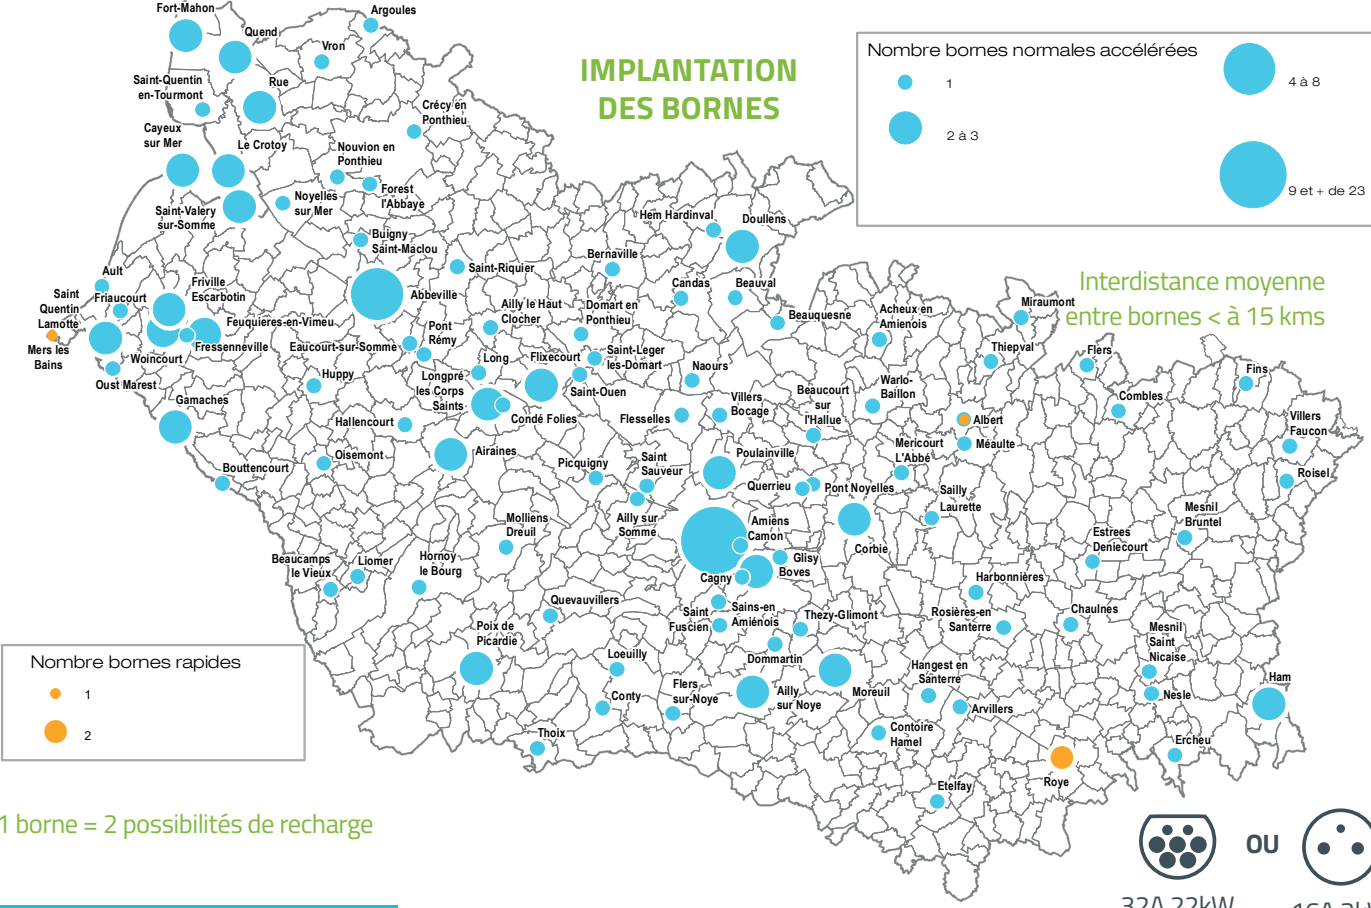 IMPLANTATION
DES BORNES
Nombre bornes normales accélérées
1
2 à 3
4 à 8
9 et + de 23
Interdistance moyenne
entre bornes < à 15 kms
Fort-Mahon
Quend
Argoules
Vron
Saint-Quentin
en-Tourmont
Rue
Crécy en
Ponthieu
Cayeux
sur Mer
Le Crotoy
Nouvion en
Ponthieu
Forest
l'Abbaye
Noyelles
sur Mer
Saint-Valery
sur-Somme
Buigny
Saint-Maclou
Hem Hardinval
Doullens
Bernaville
Saint-Riquier
Ault
Friaucourt
Friville
Escarbotin
Saint
Quentin
Lamotte
Mers les
Bains
Abbeville
Ailly le Haut
Clocher
Domart en
Ponthieu
Candas
Beauval
Beauquesne
Acheux en
Amienois
Miraumont
Feuquieres-en-Vimeu
Fressenneville
Woincourt
Oust Marest
Eaucourt-sur-Somme
Pont
Rémy
Long
Flixecourt
Saint-Leger
les-Domart
Saint-Ouen
Naours
Thiepval
Flers
Fins
Gamaches
Huppy
Longpré
les Corps
Saints
Condé Folies
Hallencourt
Flesselles
Villers
Bocage
Beaucourt
sur
l'Hallue
Warlo-
Baillon
Albert
Méaulte
Combles
Villers
Faucon
Roisel
Bouttencourt
Oisemont
Airaines
Picquigny
Saint
Sauveur
Poulainville
Querrieu
Pont Noyelles
Mericourt
L'Abbé
Sailly
Laurette
Ailly sur
Somme
Amiens
Camon
Corbie
Mesnil
Bruntel
Estrees
Deniecourt
Molliens
Dreuil
Beaucamps
le Vieux
Liomer
Hornoy
le Bourg
Glisy
Boves
Cagny
Harbonnières
Quevauvillers
Saint
Fuscien
Sains-en
Amiénois
Thezy-Glimont
Rosières-en
Santerre
Chaulnes
Mesnil
Saint
Nicaise
Poix de
Picardie
Loeuilly
Dommartin
Hangest en
Santerre
Nesle
Ham
Conty
Flers
sur-Noye
Ailly
sur Noye
Moreuil
Arvillers
Contoire
Hamel
Thoix
Ercheu
Roye
Etelfay
Nombre bornes rapides
1
2
1 borne = 2 possibilités de recharge
OU
32A 22kW